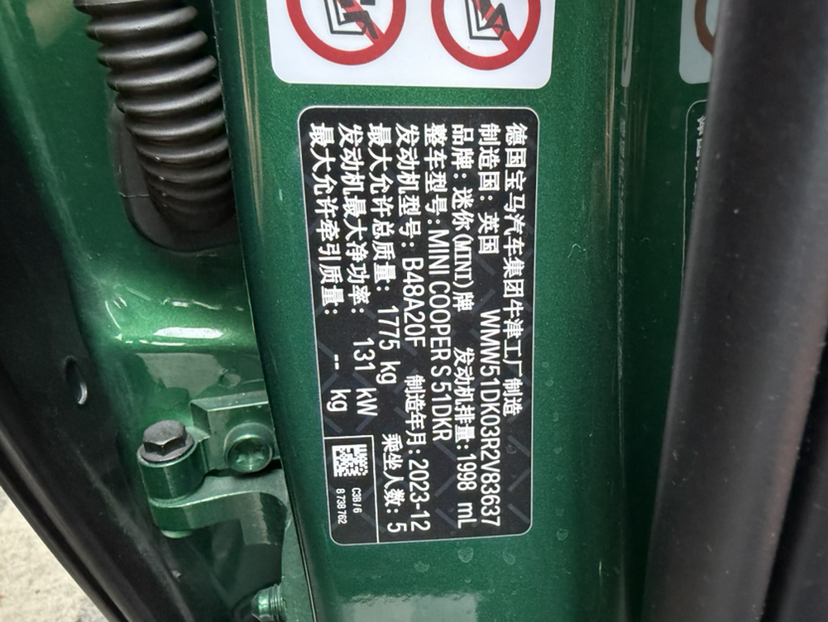 德国宝马汽车集团牛津工厂制造
制造国：英国 WMW51DK03R2V83637
品牌：迷你(MINI)牌 发动机排量：1998 mL
整车型号：MINI COOPER S 51DKR
发动机型号：B48A20F 制造年月：2023-12
最大允许总质量：1775 kg 乘坐人数：5
发动机最大净功率：131 kW
最大允许牵引质量：-- kg
C3B / 6
8 738 762